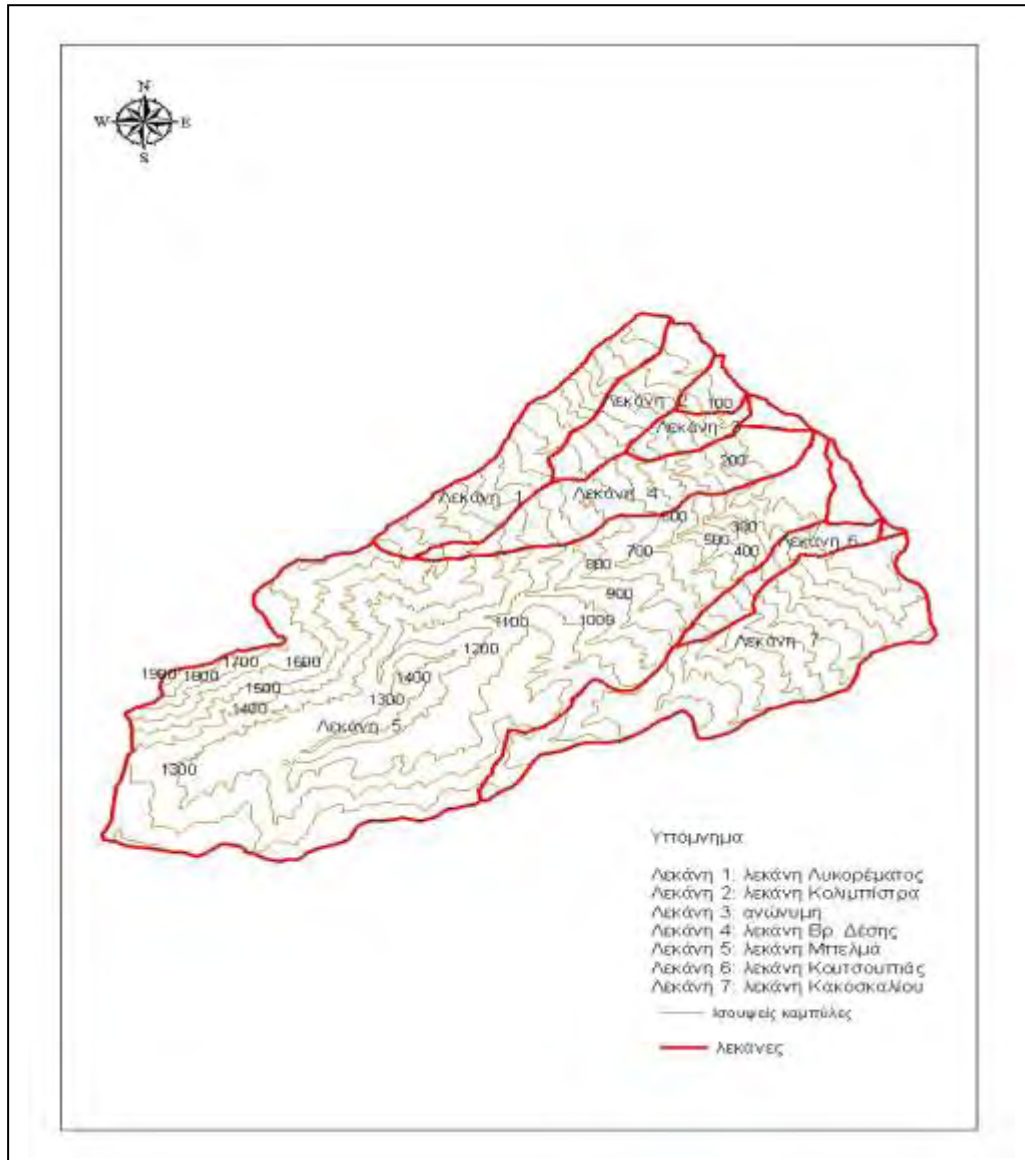 N
W E
S
Λεκάνη 2
100
Λεκάνη 3
200
Λεκάνη 1
Λεκάνη 4
600
300
500
Λεκάνη 6
700
400
800
900
1100
1000
Λεκάνη 7
1200
1700
1600
1900
1800
1400
1500
1300
1400
Λεκάνη 5
1300
Υπόμνημα
Λεκάνη 1: λεκάνη Λυκορέματος
Λεκάνη 2: λεκάνη Κολιμπίστρα
Λεκάνη 3: ανώνυμη
Λεκάνη 4: λεκάνη Βρ. Δέσης
Λεκάνη 5: λεκάνη Μπελμά
Λεκάνη 6: λεκάνη Κουτσουπιάς
Λεκάνη 7: λεκάνη Κακοσκαλίου
Ισουψείς καμπύλες
λεκάνες